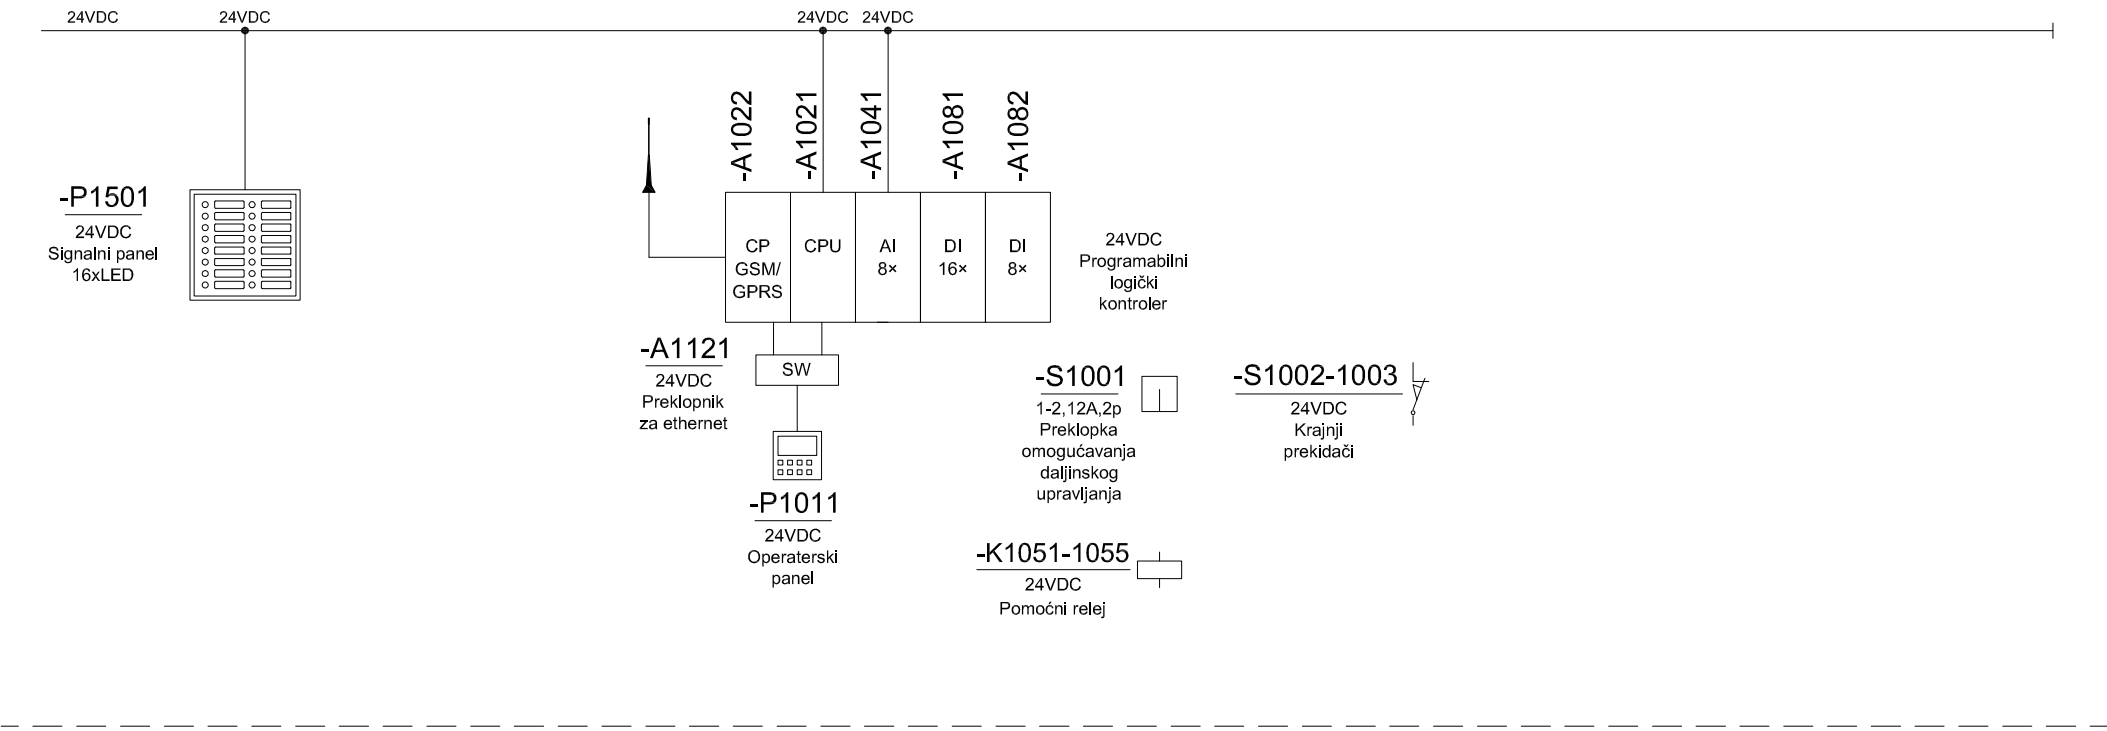 24VDC
24VDC
24VDC
24VDC
-A1022
-A1021
-A1041
-A1081
-A1082
-P1501
24VDC
Signalni panel
16xLED
CP
GSM/
GPRS
CPU
AI
8×
DI
16×
DI
8×
24VDC
Programabilni
logički
kontroler
-A1121
24VDC
Preklopnik
za ethernet
SW
-P1011
24VDC
Operaterski
panel
-S1001
1-2,12A,2p
Preklopka
omogućavanja
daljinskog
upravljanja
-S1002-1003
24VDC
Krajnji
prekidači
-K1051-1055
24VDC
Pomoćni relej